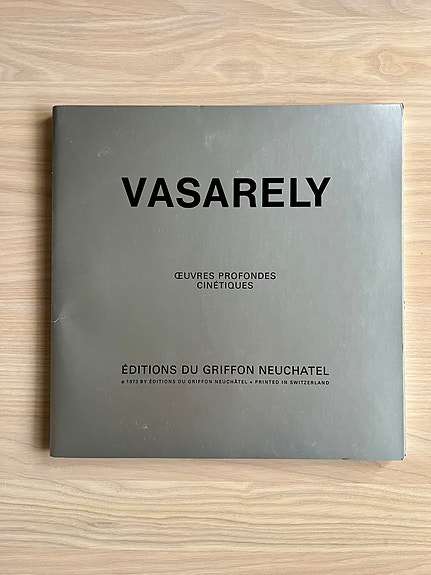 VASARELY
ŒUVRES PROFONDES
CINÉTIQUES
ÉDITIONS DU GRIFFON NEUCHATEL
© 1973 BY ÉDITIONS DU GRIFFON NEUCHÂTEL • PRINTED IN SWITZERLAND